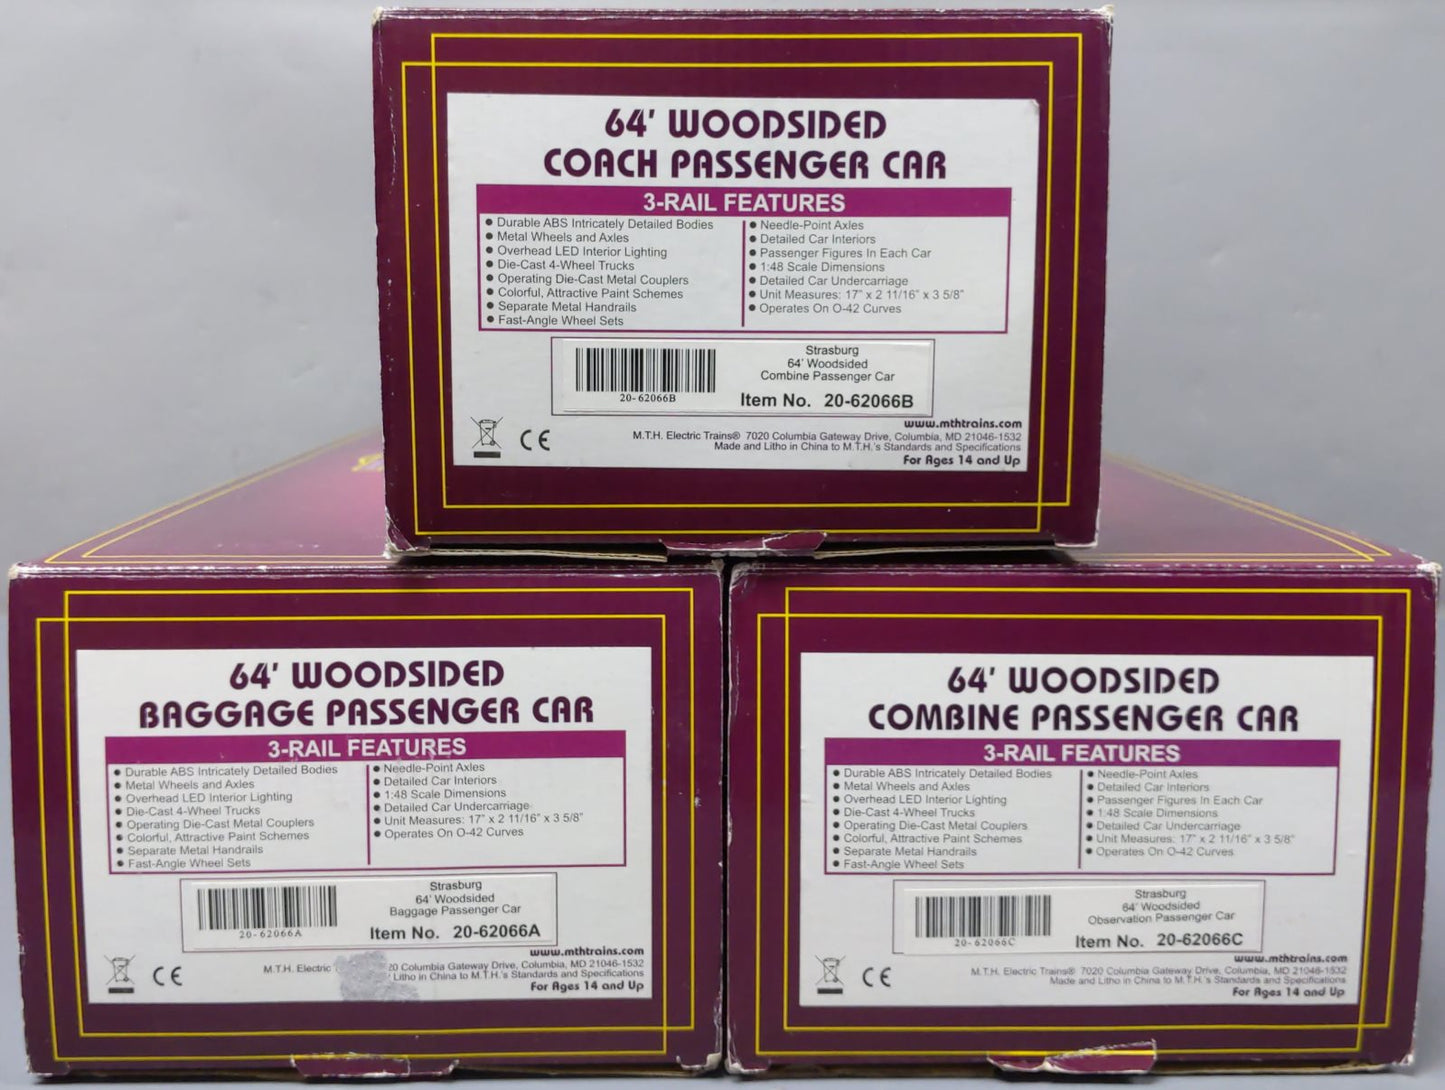 64' WOODSIDED
COACH PASSENGER CAR
3-RAIL FEATURES
• Durable ABS Intricately Detailed Bodies
• Metal Wheels and Axles
• Overhead LED Interior Lighting
• Die-Cast 4-Wheel Trucks
• Operating Die-Cast Metal Couplers
• Colorful, Attractive Paint Schemes
• Separate Metal Handrails
• Fast-Angle Wheel Sets
• Needle-Point Axles
• Detailed Car Interiors
• Passenger Figures In Each Car
• 1:48 Scale Dimensions
• Detailed Car Undercarriage
• Unit Measures: 17" x 2 11/16" x 3 5/8"
• Operates On O-42 Curves
20-62066B
Strasburg
64' Woodsided
Combine Passenger Car
Item No. 20-62066B
www.mthtrains.com
CE
M.T.H. Electric Trains® 7020 Columbia Gateway Drive, Columbia, MD 21046-1532
Made and Litho in China to M.T.H.'s Standards and Specifications
For Ages 14 and Up
64' WOODSIDED
BAGGAGE PASSENGER CAR
3-RAIL FEATURES
• Durable ABS Intricately Detailed Bodies
• Metal Wheels and Axles
• Overhead LED Interior Lighting
• Die-Cast 4-Wheel Trucks
• Operating Die-Cast Metal Couplers
• Colorful, Attractive Paint Schemes
• Separate Metal Handrails
• Fast-Angle Wheel Sets
• Needle-Point Axles
• Detailed Car Interiors
• 1:48 Scale Dimensions
• Detailed Car Undercarriage
• Unit Measures: 17" x 2 11/16" x 3 5/8"
• Operates On O-42 Curves
20-62066A
Strasburg
64' Woodsided
Baggage Passenger Car
Item No. 20-62066A
www.mthtrains.com
CE
M.T.H. Electric 20 Columbia Gateway Drive, Columbia, MD 21046-1532
Litho in China to M.T.H.'s Standards and Specifications
For Ages 14 and Up
64' WOODSIDED
COMBINE PASSENGER CAR
3-RAIL FEATURES
• Durable ABS Intricately Detailed Bodies
• Metal Wheels and Axles
• Overhead LED Interior Lighting
• Die-Cast 4-Wheel Trucks
• Operating Die-Cast Metal Couplers
• Colorful, Attractive Paint Schemes
• Separate Metal Handrails
• Fast-Angle Wheel Sets
• Needle-Point Axles
• Detailed Car Interiors
• Passenger Figures In Each Car
• 1:48 Scale Dimensions
• Detailed Car Undercarriage
• Unit Measures: 17" x 2 11/16" x 3 5/8"
• Operates On O-42 Curves
20-62066C
Strasburg
64' Woodsided
Observation Passenger Car
Item No. 20-62066C
www.mthtrains.com
CE
M.T.H. Electric Trains® 7020 Columbia Gateway Drive, Columbia, MD 21046-1532
Made and Litho in China to M.T.H.'s Standards and Specifications
For Ages 14 and Up